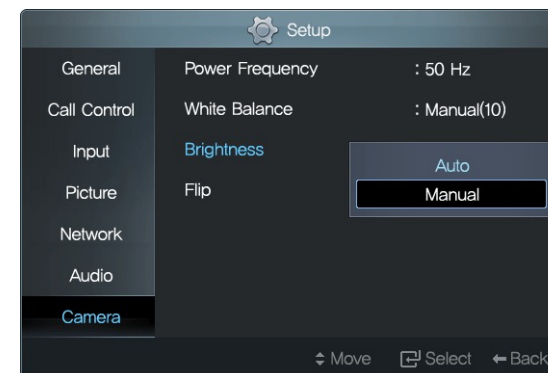 Setup
General
Call Control
Input
Picture
Network
Audio
Camera
Power Frequency : 50 Hz
White Balance : Manual(10)
Brightness
Flip
Auto
Manual
Move Select Back